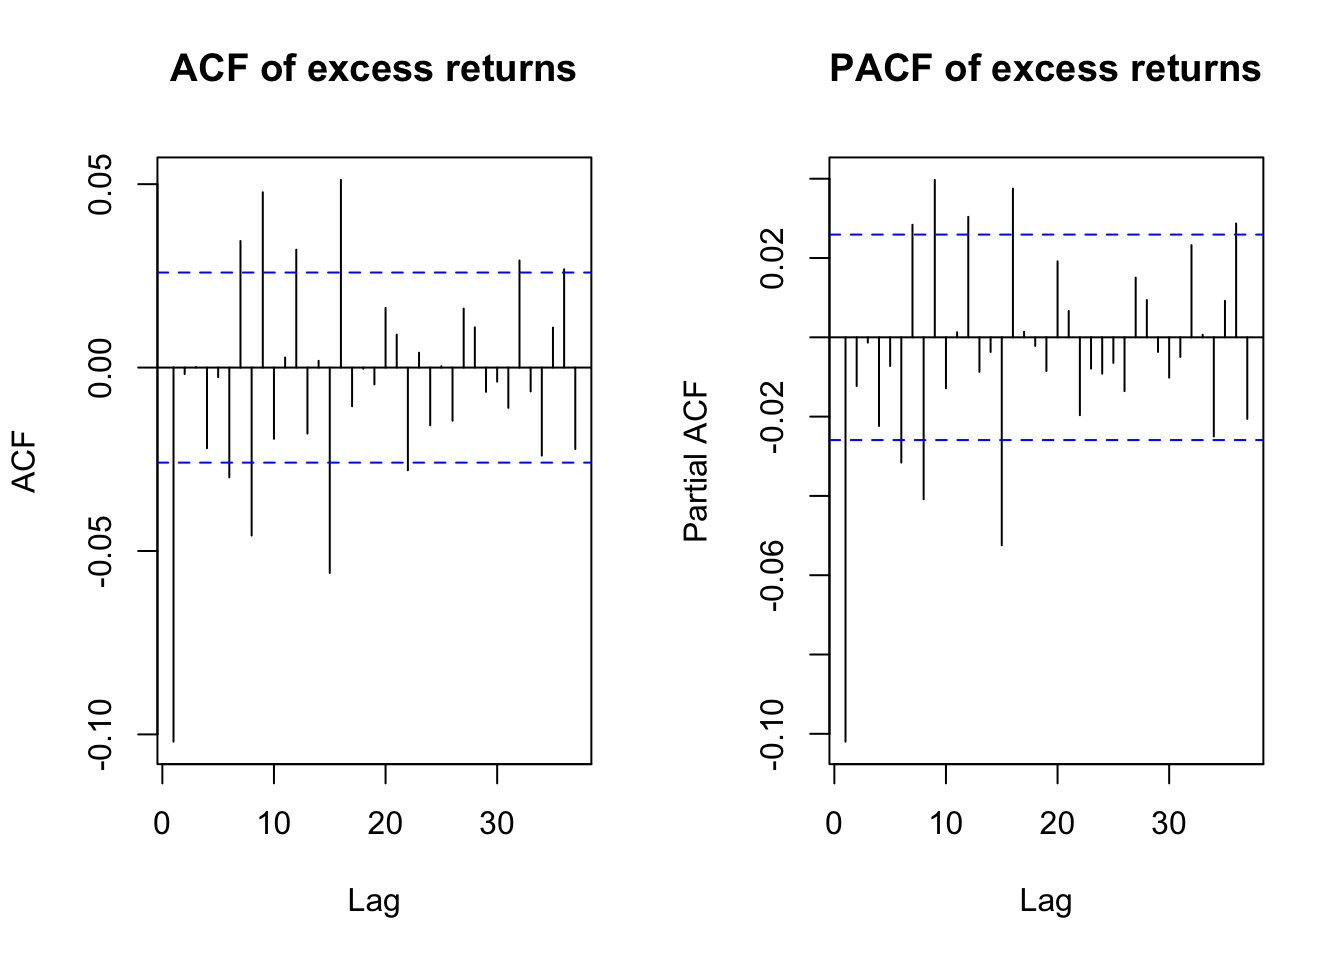 ACF of excess returns
ACF
0.05
0.00
-0.05
-0.10
0 10 20 30
Lag
PACF of excess returns
Partial ACF
0.02
-0.02
-0.06
-0.10
0 10 20 30
Lag